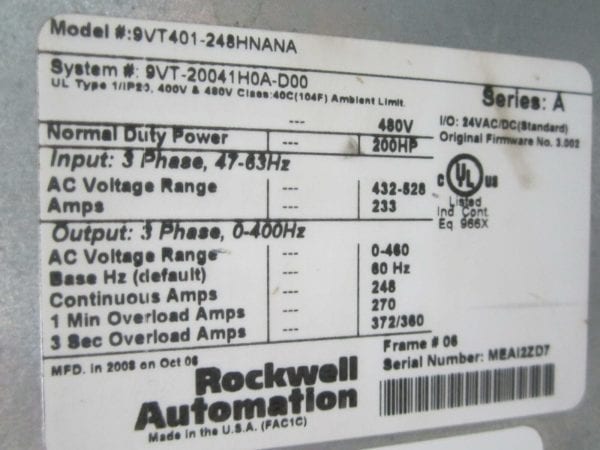 Model #:9VT401-248HNANA
System #: 9VT-20041H0A-D00
UL Type 1/IP20, 400V & 480V Class:40C(104F) Ambient Limit.
Series: A
--- 480V
I/O: 24VAC/DC(Standard)
Normal Duty Power --- 200HP
Original Firmware No. 3.002
Input: 3 Phase, 47-63Hz
AC Voltage Range --- 432-528
Amps --- 233
c UL us
Listed
Ind. Cont.
Eq. 966X
Output: 3 Phase, 0-400Hz
AC Voltage Range --- 0-460
Base Hz (default) --- 60 Hz
Continuous Amps --- 248
1 Min Overload Amps --- 270
3 Sec Overload Amps --- 372/360
MFD. in 2008 on Oct 06
Frame #: 06
Serial Number: MEAI2ZD7
Rockwell
Automation
Made in the U.S.A. (FAC1C)